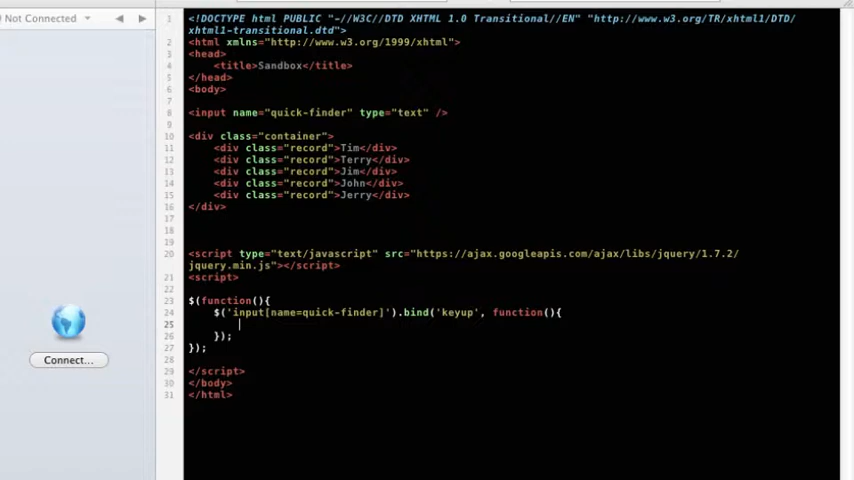 Not Connected
1 <!DOCTYPE html PUBLIC "-//W3C//DTD XHTML 1.0 Transitional//EN" "http://www.w3.org/TR/xhtml1/DTD/
xhtml1-transitional.dtd">
2 <html xmlns="http://www.w3.org/1999/xhtml">
3 <head>
4 <title>Sandbox</title>
5 </head>
6 <body>
7
8 <input name="quick-finder" type="text" />
9
10 <div class="container">
11 <div class="record">Tim</div>
12 <div class="record">Terry</div>
13 <div class="record">Jim</div>
14 <div class="record">John</div>
15 <div class="record">Jerry</div>
16 </div>
17
18
19
20 <script type="text/javascript" src="https://ajax.googleapis.com/ajax/libs/jquery/1.7.2/
jquery.min.js"></script>
21 <script>
22
23 $(function(){
24 $('input[name=quick-finder]').bind('keyup', function(){
25
26 });
27 });
28
29 </script>
30 </body>
31 </html>
Connect...